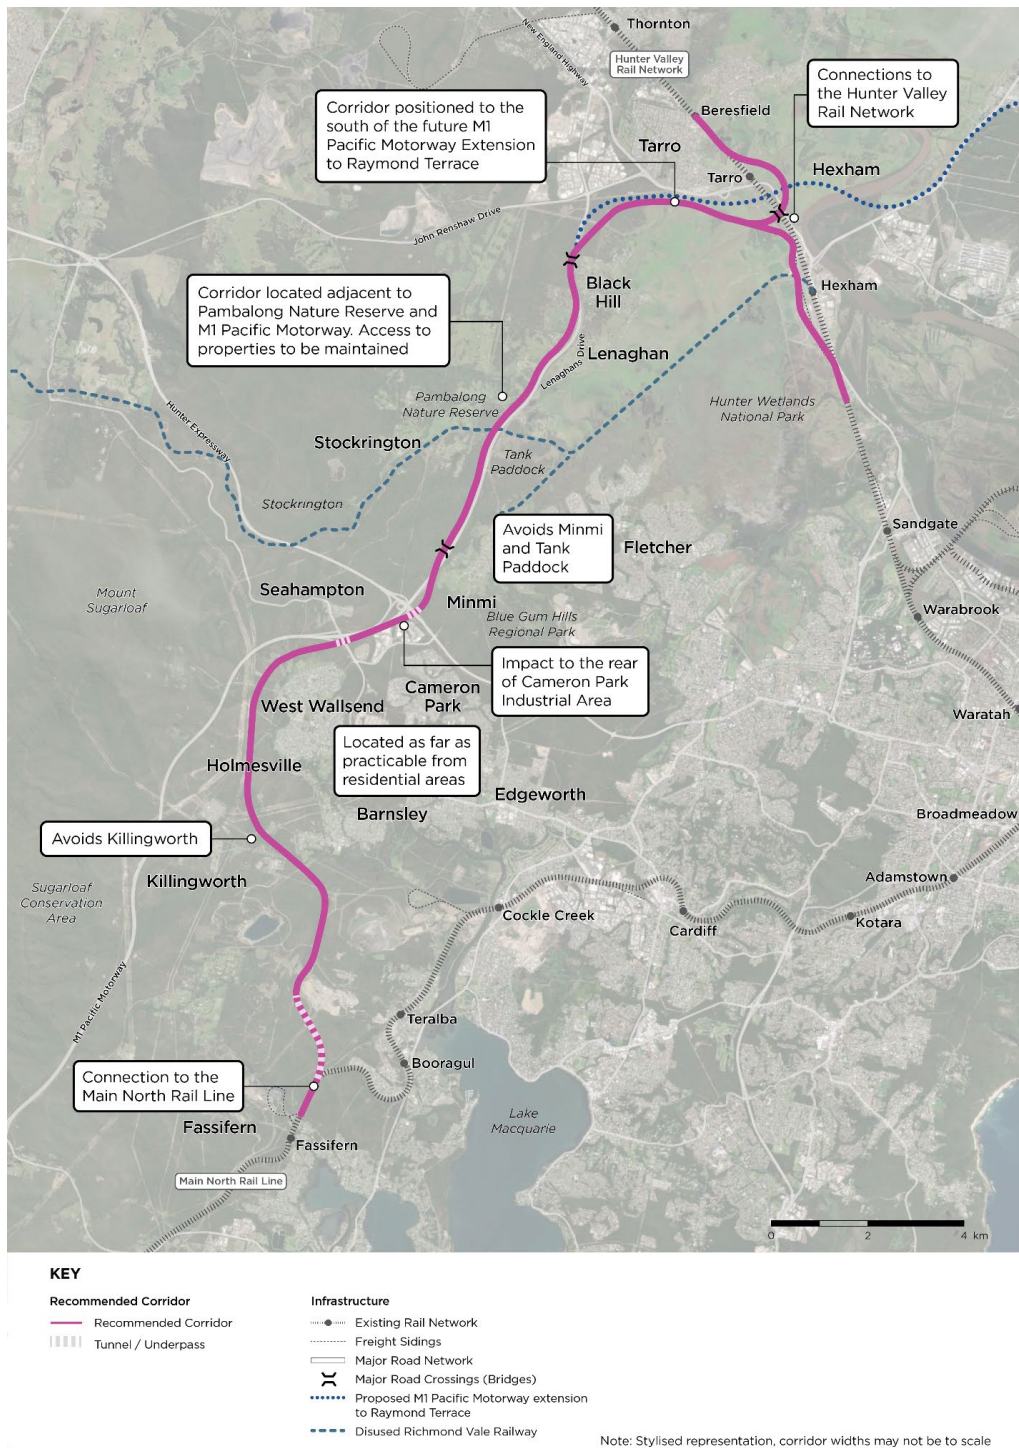 Thornton
New England Highway
Hunter Valley
Rail Network
Connections to
the Hunter Valley
Rail Network
Corridor positioned to the
south of the future M1
Pacific Motorway Extension
to Raymond Terrace
Beresfield
Tarro
Tarro
Hexham
John Renshaw Drive
Black
Hill
Hexham
Corridor located adjacent to
Pambalong Nature Reserve and
M1 Pacific Motorway. Access to
properties to be maintained
Lenaghans Drive
Lenaghan
Pambalong
Nature Reserve
Hunter Wetlands
National Park
Hunter Expressway
Stockrington
Tank
Paddock
Stockrington
Avoids Minmi
and Tank
Paddock
Fletcher
Sandgate
Seahampton
Mount
Sugarloaf
Minmi
Blue Gum Hills
Regional Park
Warabrook
Impact to the rear
of Cameron Park
Industrial Area
Cameron
Park
West Wallsend
Waratah
Located as far as
practicable from
residential areas
Holmesville
Edgeworth
Barnsley
Broadmeadow
Avoids Killingworth
Killingworth
Sugarloaf
Conservation
Area
Adamstown
Cockle Creek
Cardiff
Kotara
M1 Pacific Motorway
Teralba
Booragul
Connection to the
Main North Rail Line
Lake
Macquarie
Fassifern
Fassifern
Main North Rail Line
0 2 4 km
KEY
Recommended Corridor
Recommended Corridor
Tunnel / Underpass
Infrastructure
Existing Rail Network
Freight Sidings
Major Road Network
Major Road Crossings (Bridges)
Proposed M1 Pacific Motorway extension
to Raymond Terrace
Disused Richmond Vale Railway
Note: Stylised representation, corridor widths may not be to scale